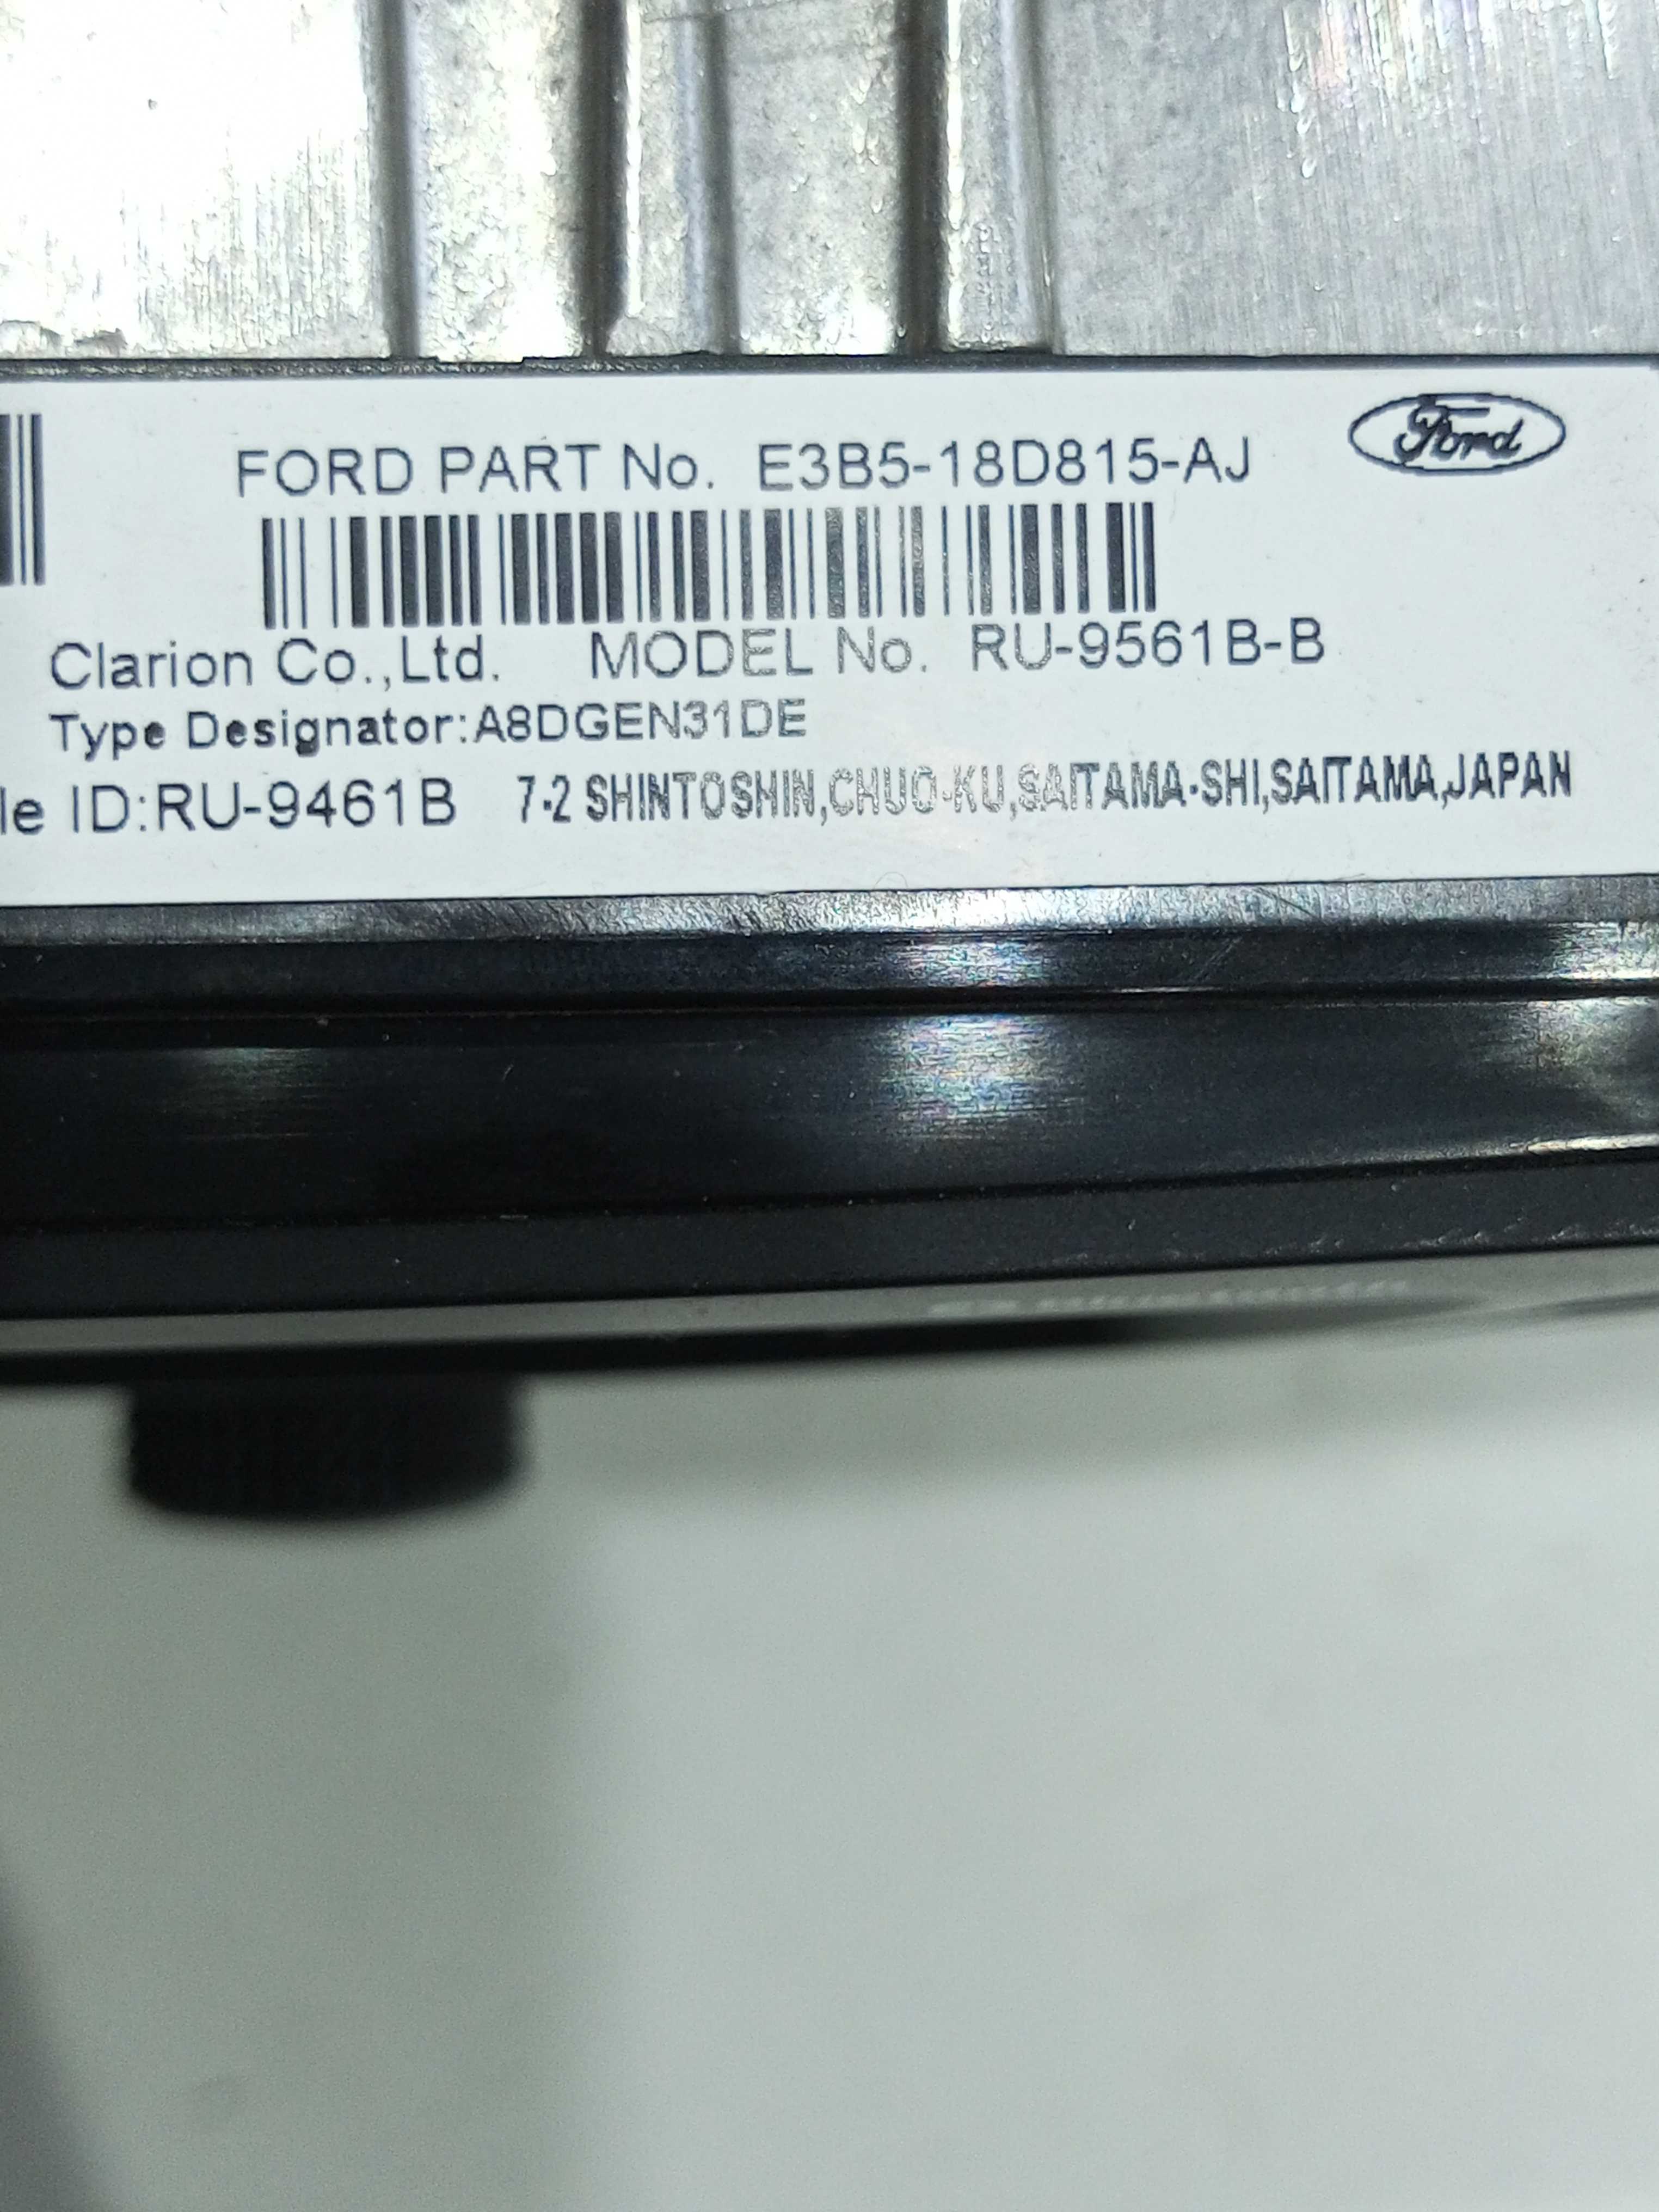 Ford
FORD PART No. E3B5-18D815-AJ
Clarion Co.,Ltd. MODEL No. RU-9561B-B
Type Designator:A8DGEN31DE
le ID:RU-9461B 7-2 SHINTOSHIN,CHUO-KU,SAITAMA-SHI,SAITAMA,JAPAN